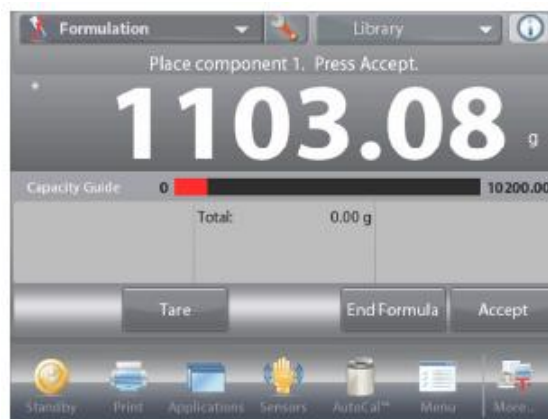 Formulation Library
Place component 1. Press Accept.
* 1103.08 g
Capacity Guide 0 10200.00
Total: 0.00 g
Tare End Formula Accept
Standby Print Applications Sensors AutoCal™ Menu More...